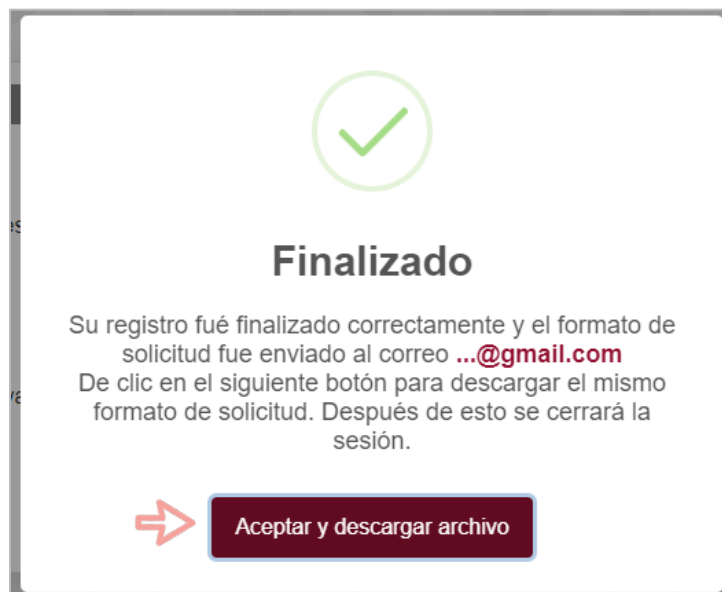 Finalizado
Su registro fué finalizado correctamente y el formato de
solicitud fue enviado al correo ...@gmail.com
De clic en el siguiente botón para descargar el mismo
formato de solicitud. Después de esto se cerrará la
sesión.
Aceptar y descargar archivo